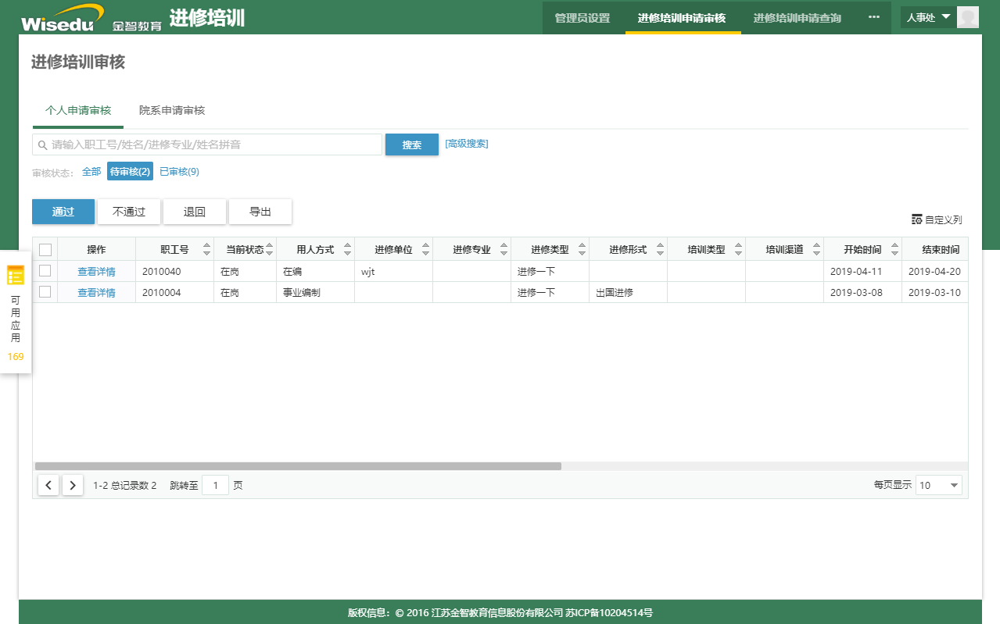 Wisedu 金智教育 进修培训 管理员设置 进修培训申请审核 进修培训申请查询 ··· 人事处
进修培训审核
个人申请审核 院系申请审核
请输入职工号/姓名/进修专业/姓名拼音 搜索 [高级搜索]
审核状态： 全部 待审核(2) 已审核(9)
通过 不通过 退回 导出
自定义列
操作 职工号 当前状态 用人方式 进修单位 进修专业 进修类型 进修形式 培训类型 培训渠道 开始时间 结束时间
查看详情 2010040 在岗 在编 wjt 进修一下 2019-04-11 2019-04-20
查看详情 2010004 在岗 事业编制 进修一下 出国进修 2019-03-08 2019-03-10
可
用
应
用
169
1-2 总记录数 2 跳转至 1 页 每页显示 10
版权信息：© 2016 江苏金智教育信息股份有限公司 苏ICP备10204514号